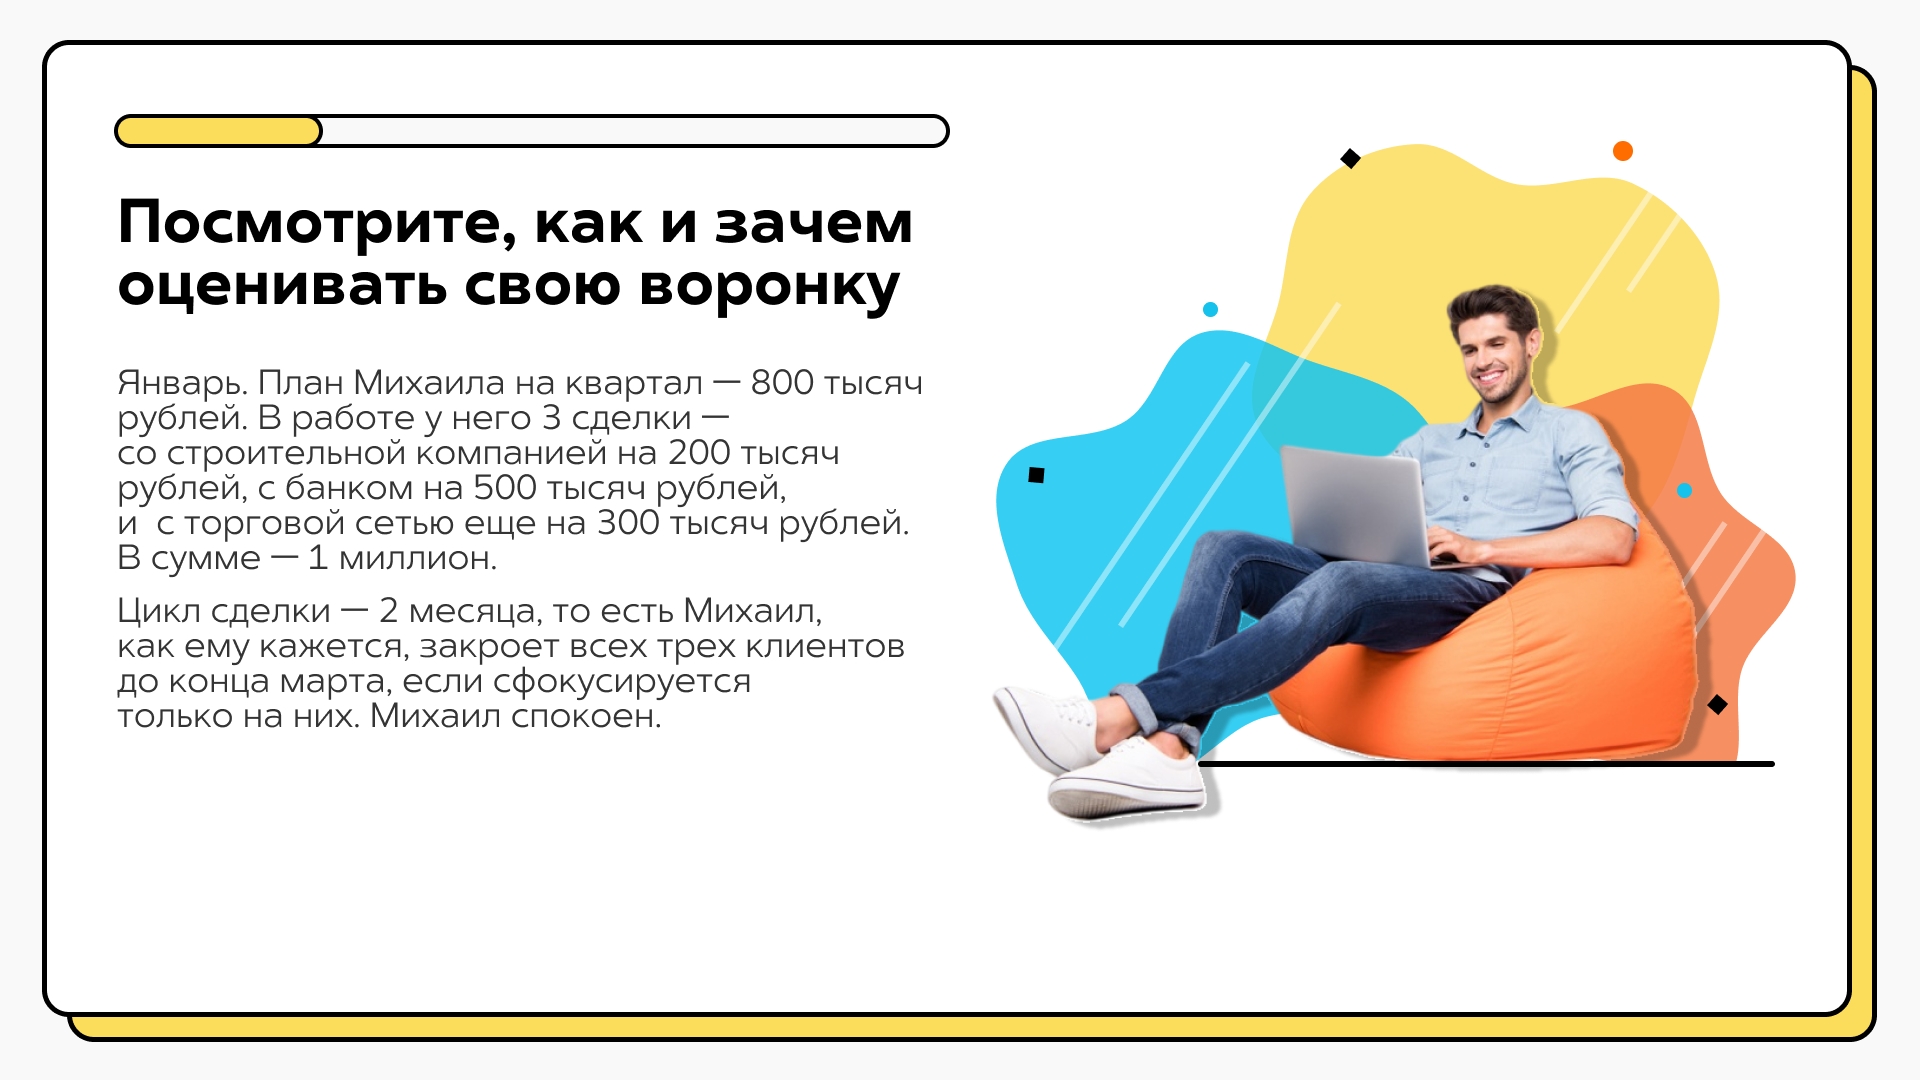 Посмотрите, как и зачем
оценивать свою воронку
Январь. План Михаила на квартал — 800 тысяч
рублей. В работе у него 3 сделки —
со строительной компанией на 200 тысяч
рублей, с банком на 500 тысяч рублей,
и  с торговой сетью еще на 300 тысяч рублей.
В сумме — 1 миллион.
Цикл сделки — 2 месяца, то есть Михаил,
как ему кажется, закроет всех трех клиентов
до конца марта, если сфокусируется
только на них. Михаил спокоен.